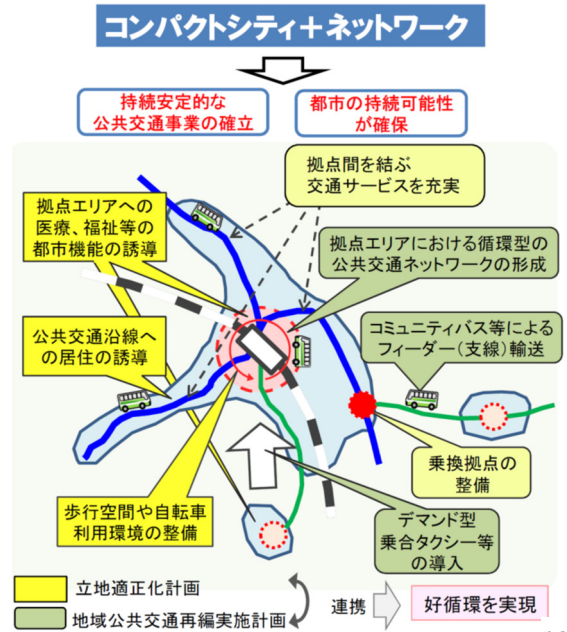 コンパクトシティ＋ネットワーク
持続安定的な
公共交通事業の確立
都市の持続可能性
が確保
拠点間を結ぶ
交通サービスを充実
拠点エリアへの
医療、福祉等の
都市機能の誘導
拠点エリアにおける循環型の
公共交通ネットワークの形成
公共交通沿線へ
の居住の誘導
コミュニティバス等による
フィーダー(支線)輸送
乗換拠点の
整備
歩行空間や自転車
利用環境の整備
デマンド型
乗合タクシー等
の導入
立地適正化計画
地域公共交通再編実施計画
連携
好循環を実現